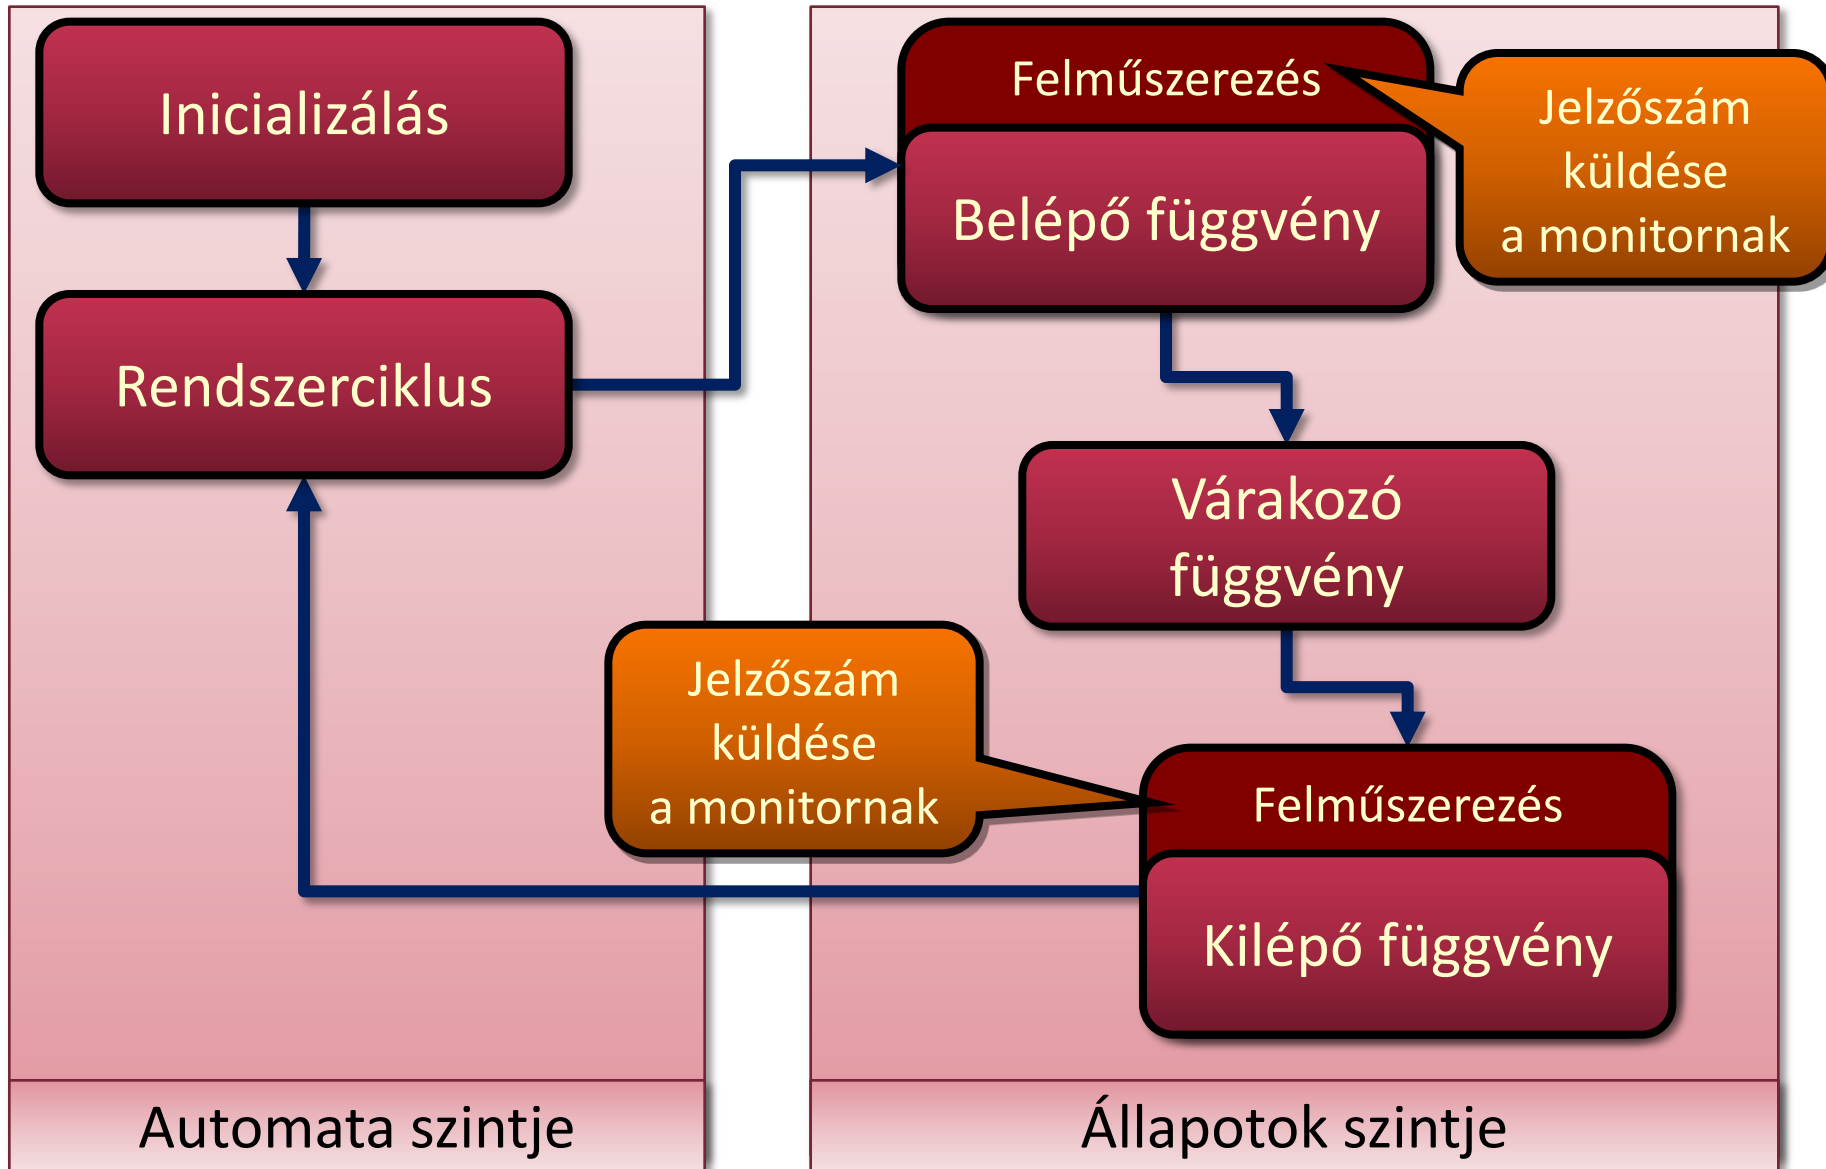 Inicializálás
Rendszerciklus
Automata szintje
Felműszerezés
Belépő függvény
Jelzőszám
küldése
a monitornak
Várakozó
függvény
Jelzőszám
küldése
a monitornak
Felműszerezés
Kilépő függvény
Állapotok szintje